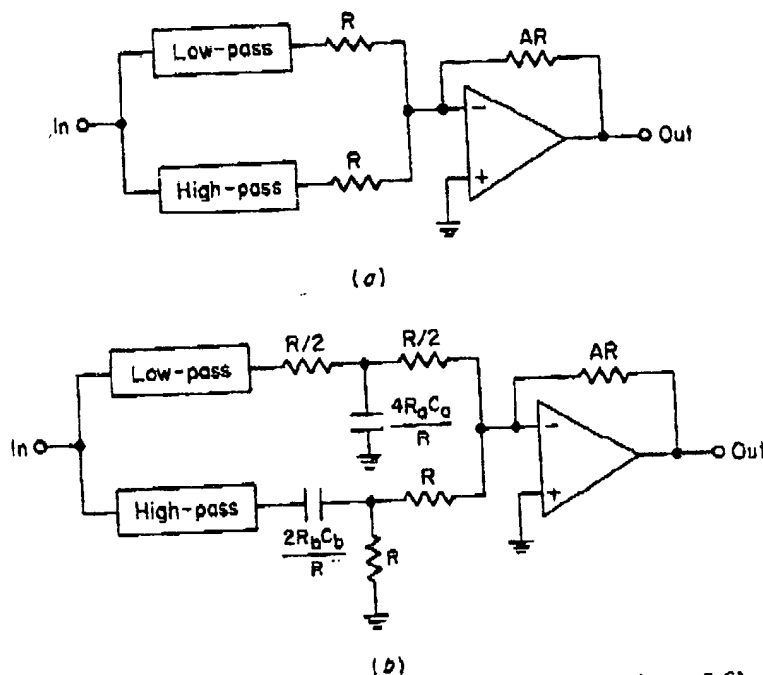 Low-pass
R
AR
In
−
+
Out
High-pass
R
(a)
R/2
R/2
AR
Low-pass
4RaCa
R
In
−
+
Out
High-pass
R
2RbCb
R
R
(b)